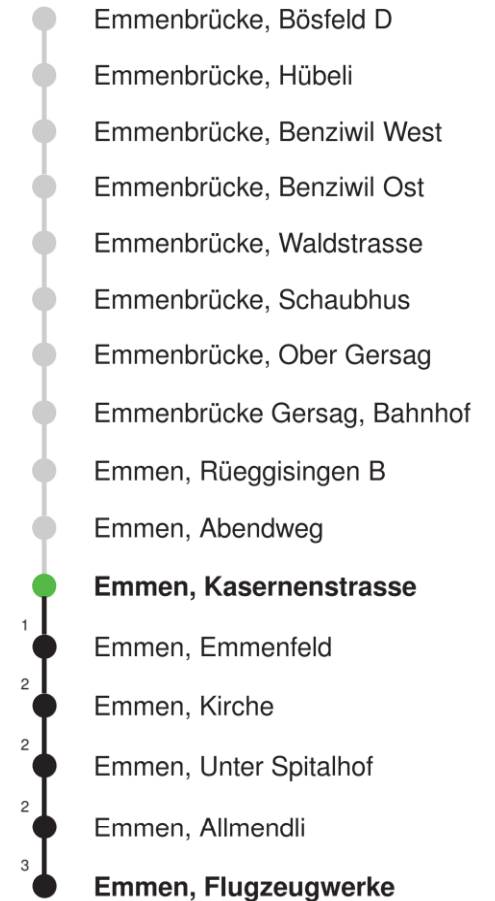 Emmenbrücke, Bösfeld D
Emmenbrücke, Hübeli
Emmenbrücke, Benziwil West
Emmenbrücke, Benziwil Ost
Emmenbrücke, Waldstrasse
Emmenbrücke, Schaubhus
Emmenbrücke, Ober Gersag
Emmenbrücke Gersag, Bahnhof
Emmen, Rüeggisingen B
Emmen, Abendweg
Emmen, Kasernenstrasse
1 Emmen, Emmenfeld
2 Emmen, Kirche
2 Emmen, Unter Spitalhof
2 Emmen, Allmendli
3 Emmen, Flugzeugwerke